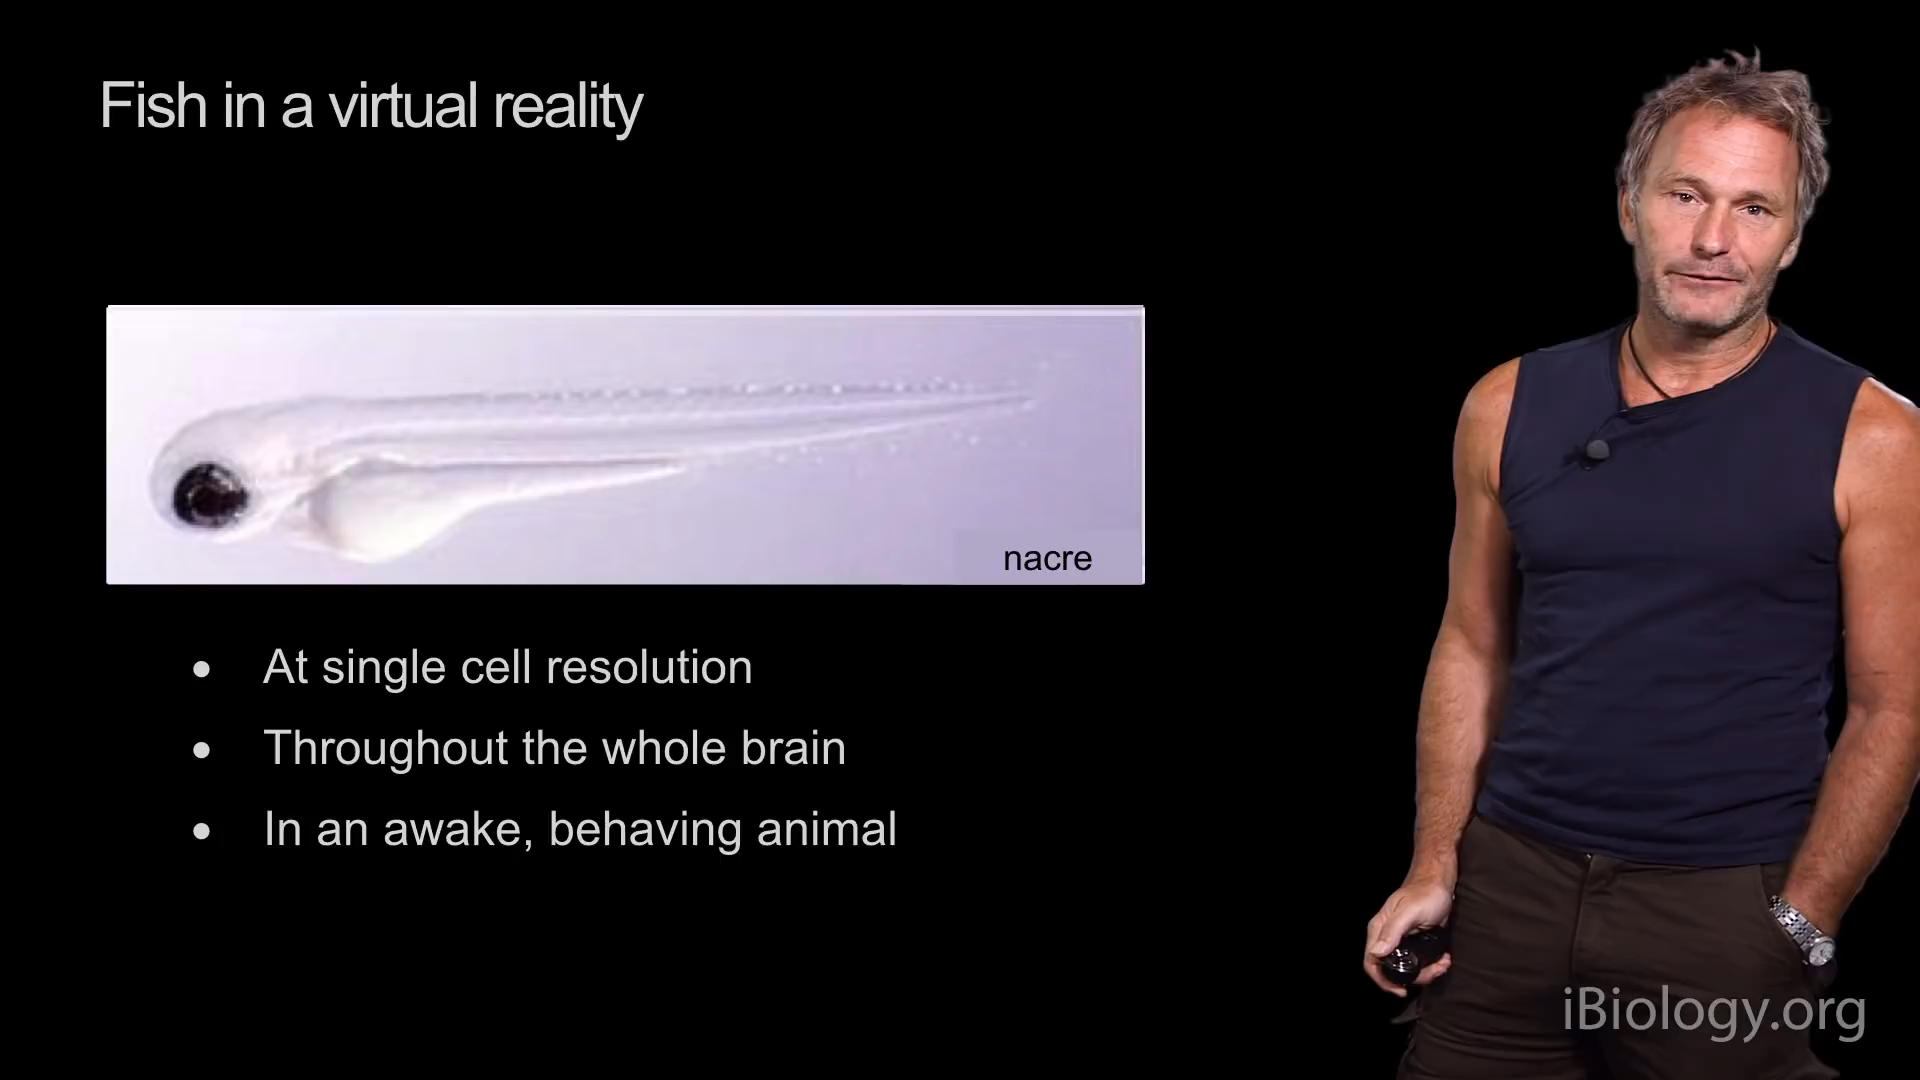 Fish in a virtual reality
nacre
• At single cell resolution
• Throughout the whole brain
• In an awake, behaving animal
iBiology.org